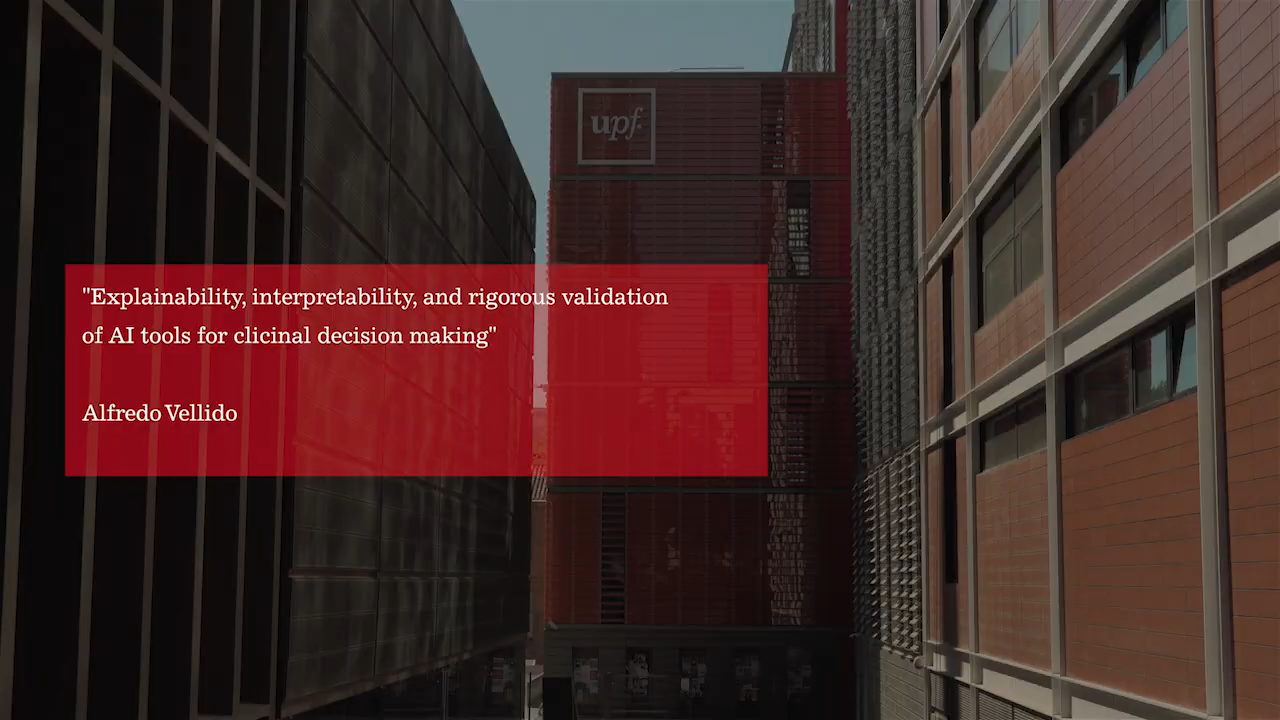 upf.
"Explainability, interpretability, and rigorous validation
of AI tools for clicinal decision making"
Alfredo Vellido